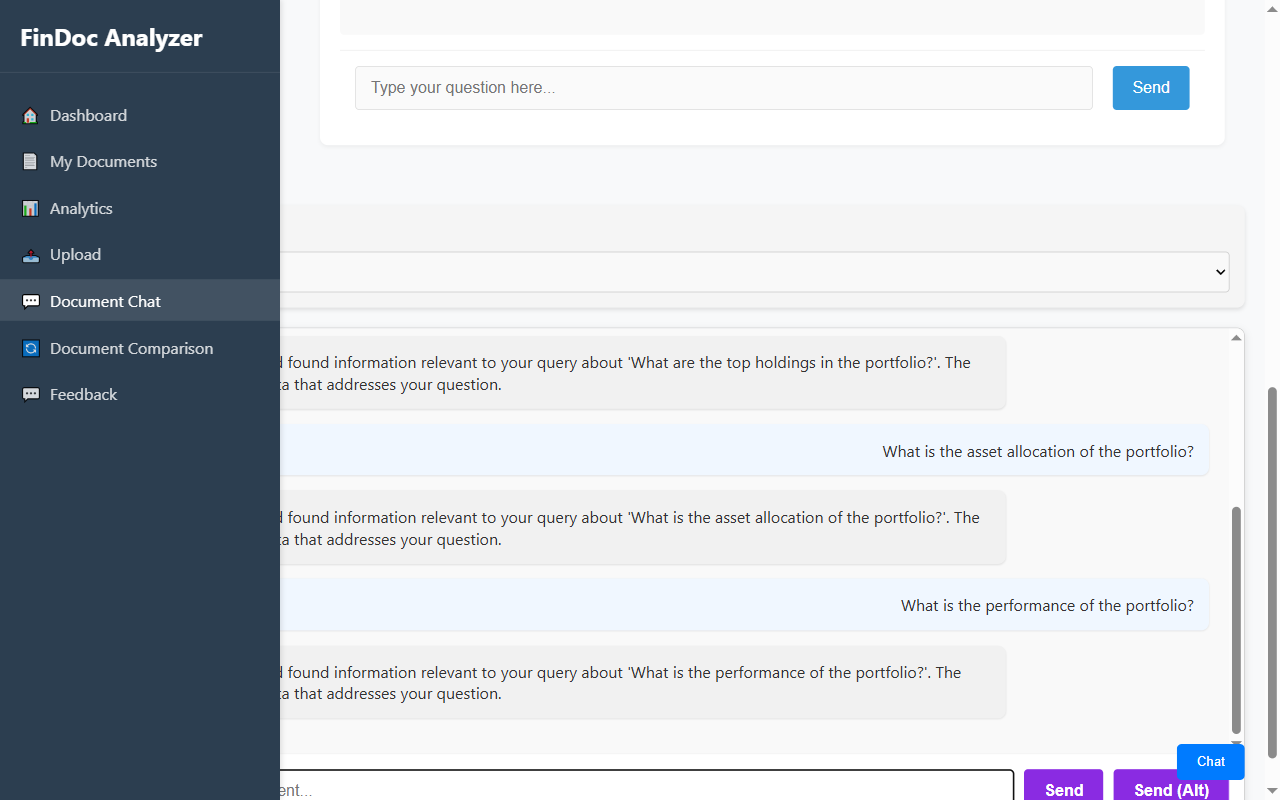 FinDoc Analyzer
Dashboard
My Documents
Analytics
Upload
Document Chat
Document Comparison
Feedback
Type your question here...
Send
found information relevant to your query about 'What are the top holdings in the portfolio?'. The
that addresses your question.
What is the asset allocation of the portfolio?
found information relevant to your query about 'What is the asset allocation of the portfolio?'. The
that addresses your question.
What is the performance of the portfolio?
found information relevant to your query about 'What is the performance of the portfolio?'. The
that addresses your question.
Chat
ent...
Send
Send (Alt)